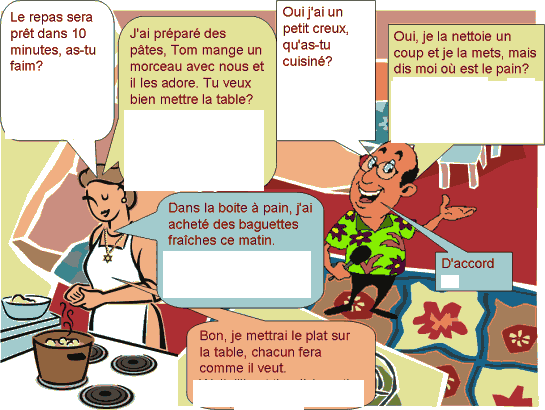 Le repas sera
prêt dans 10
minutes, as-tu
faim?
Oui j'ai un
petit creux,
qu'as-tu
cuisiné?
J'ai préparé des
pâtes, Tom mange un
morceau avec nous et
il les adore. Tu veux
bien mettre la table?
Oui, je la nettoie un
coup et je la mets, mais
dis moi où est le pain?
Dans la boite à pain, j'ai
acheté des baguettes
fraîches ce matin.
D'accord
Bon, je mettrai le plat sur
la table, chacun fera
comme il veut.